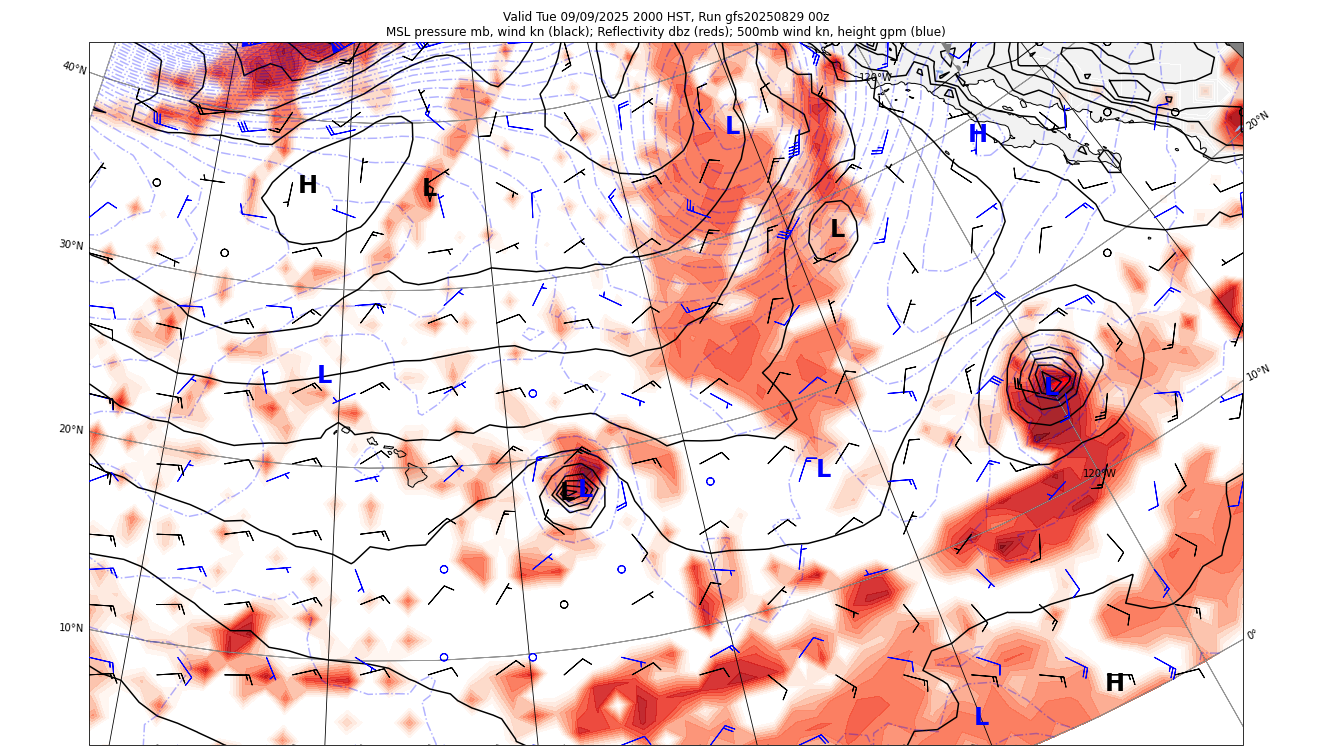 Valid Tue 09/09/2025 2000 HST, Run gfs20250829 00z
MSL pressure mb, wind kn (black); Reflectivity dbz (reds); 500mb wind kn, height gpm (blue)
40°N
120°W
20°N
L
H
H
L
L
30°N
10°N
L
L
20°N
L
120°W
L
L
10°N
0°
H
L